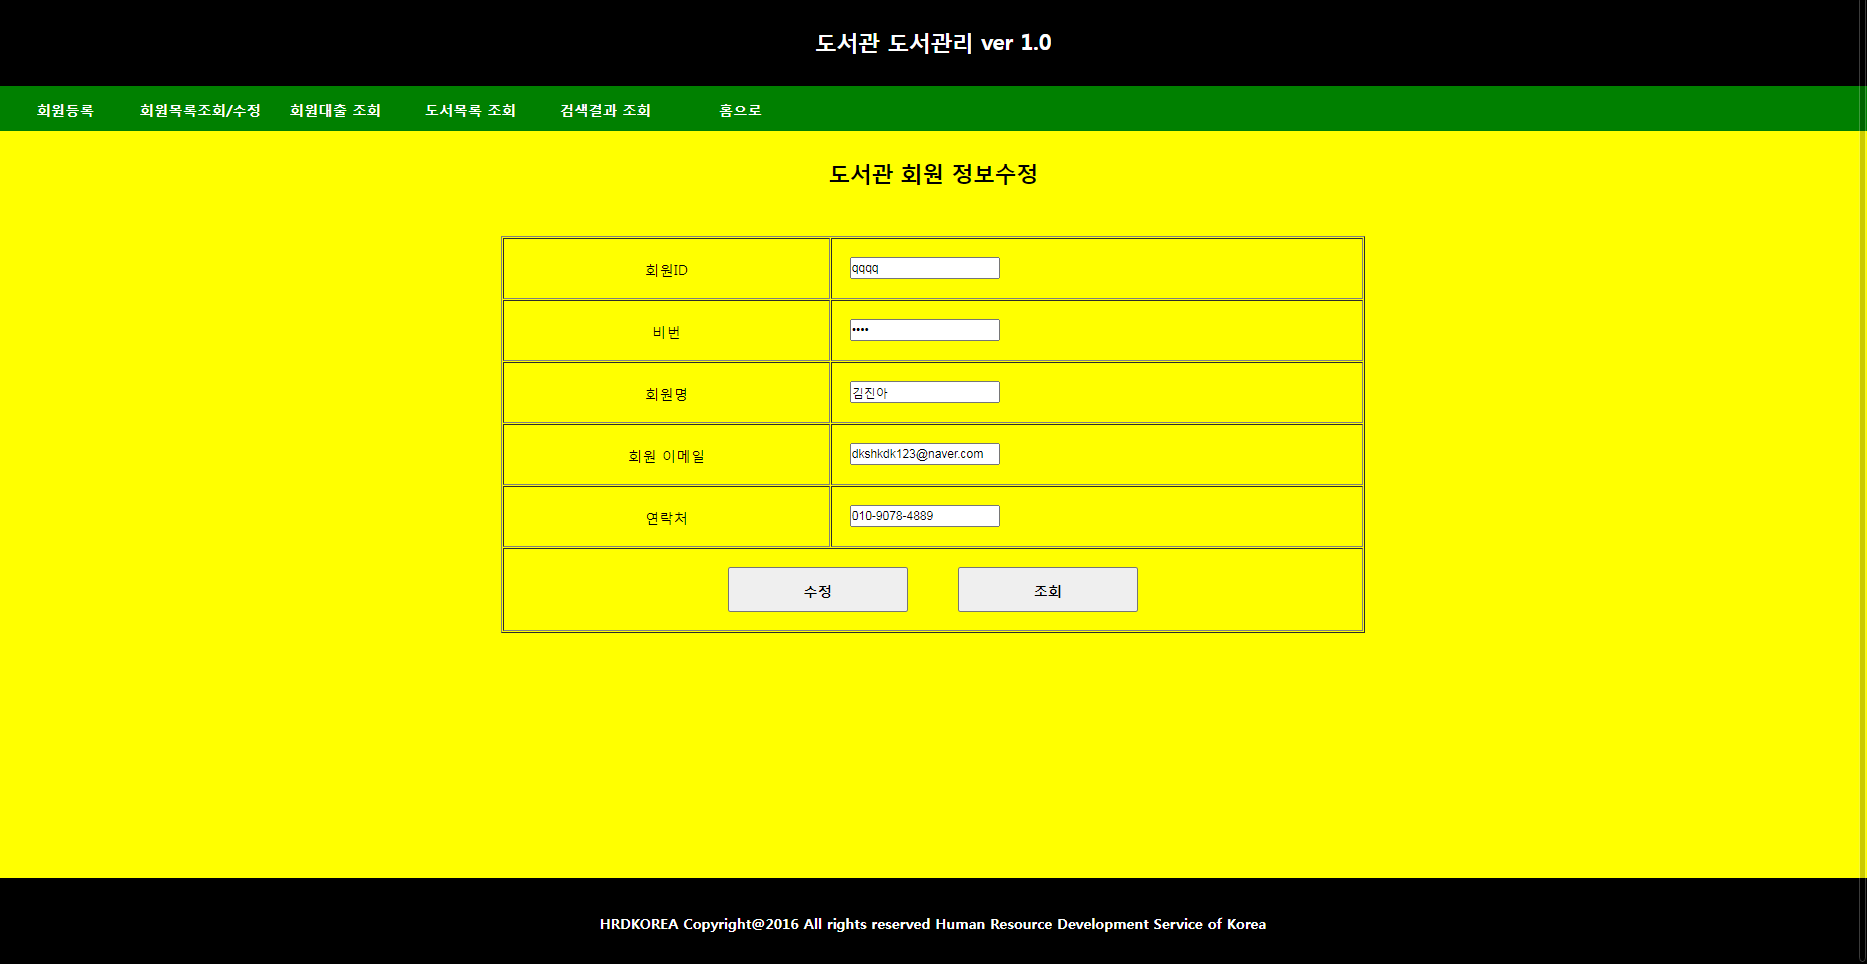 도서관 도서관리 ver 1.0
회원등록 회원목록조회/수정 회원대출 조회 도서목록 조회 검색결과 조회 홈으로
도서관 회원 정보수정
회원ID qqqq
비번 ••••
회원명 김진아
회원 이메일 dkshkdk123@naver.com
연락처 010-9078-4889
수정 조회
HRDKOREA Copyright@2016 All rights reserved Human Resource Development Service of Korea